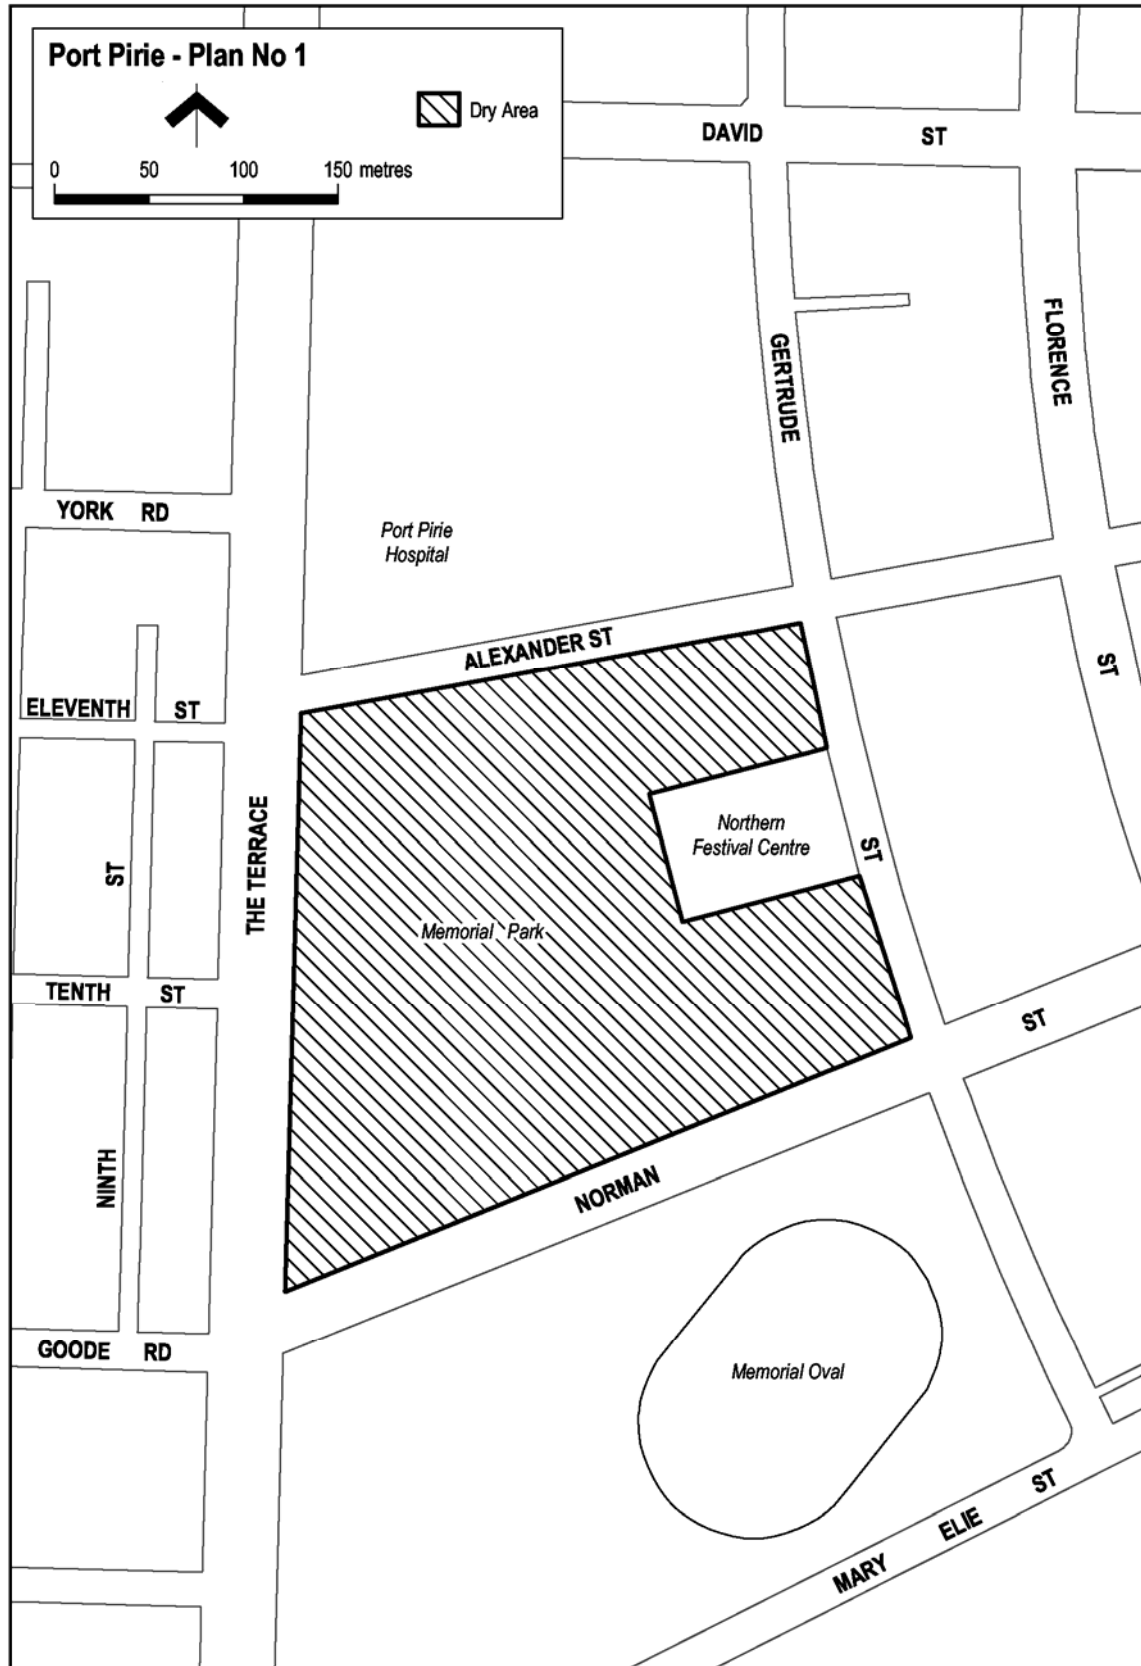 Port Pirie - Plan No 1
Dry Area
0 50 100 150 metres
DAVID ST
GERTRUDE ST
FLORENCE ST
YORK RD
Port Pirie
Hospital
ALEXANDER ST
ELEVENTH ST
THE TERRACE
Northern
Festival Centre
Memorial Park
TENTH ST
NINTH ST
NORMAN ST
GOODE RD
Memorial Oval
MARY ELIE ST